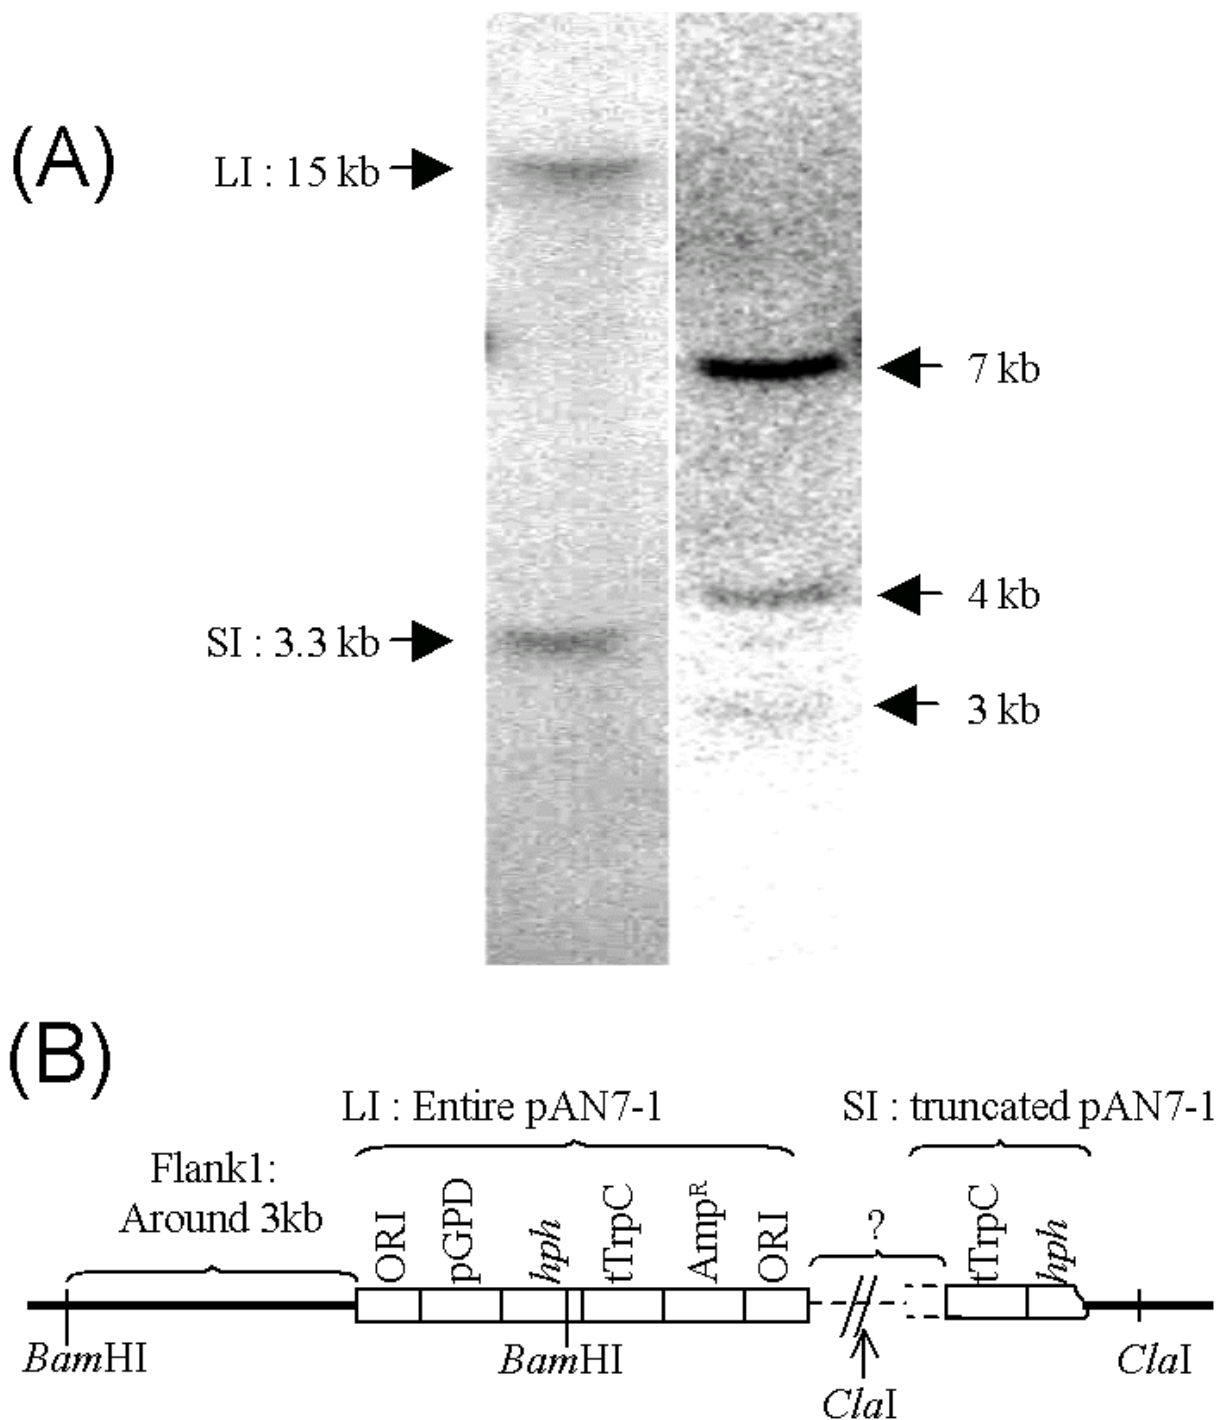 (A)
LI : 15 kb
7 kb
4 kb
SI : 3.3 kb
3 kb
(B)
LI : Entire pAN7-1
SI : truncated pAN7-1
Flank1:
Around 3kb
ORI
pGPD
hph
tTrpC
AmpR
ORI
?
tTrpC
hph
BamHI
BamHI
ClaI
ClaI